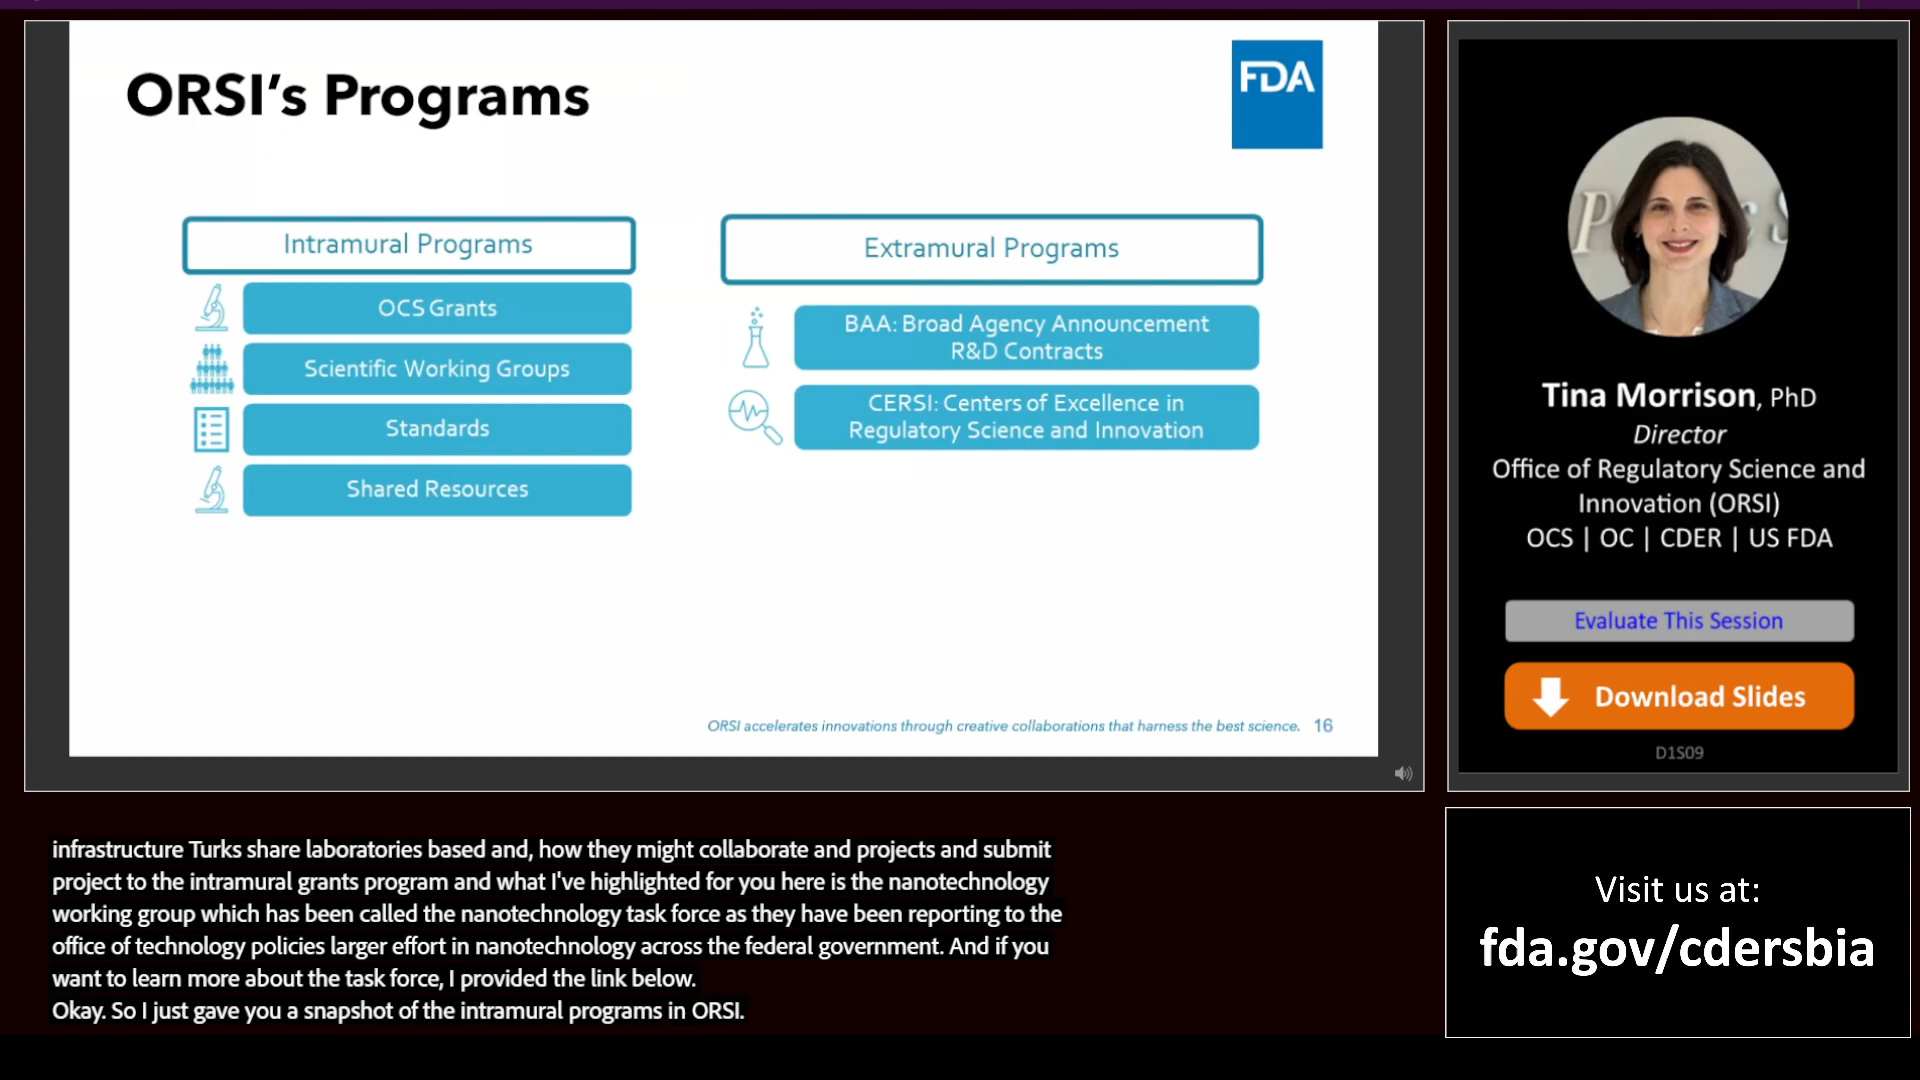 ORSI's Programs
FDA
Intramural Programs
OCS Grants
Scientific Working Groups
Standards
Shared Resources
Extramural Programs
BAA: Broad Agency Announcement
R&D Contracts
CERSI: Centers of Excellence in
Regulatory Science and Innovation
ORSI accelerates innovations through creative collaborations that harness the best science. 16
Tina Morrison, PhD
Director
Office of Regulatory Science and
Innovation (ORSI)
OCS | OC | CDER | US FDA
Evaluate This Session
Download Slides
D1S09
infrastructure Turks share laboratories based and, how they might collaborate and projects and submit
project to the intramural grants program and what I've highlighted for you here is the nanotechnology
working group which has been called the nanotechnology task force as they have been reporting to the
office of technology policies larger effort in nanotechnology across the federal government. And if you
want to learn more about the task force, I provided the link below.
Okay. So I just gave you a snapshot of the intramural programs in ORSI.
Visit us at:
fda.gov/cdersbia